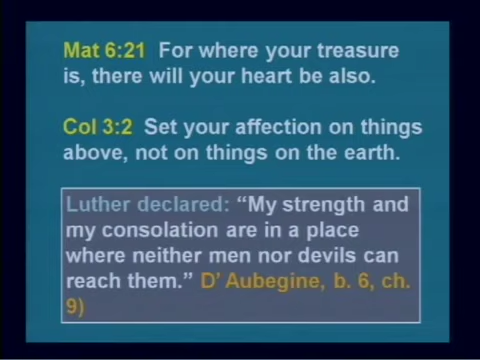 Mat 6:21 For where your treasure
is, there will your heart be also.
Col 3:2 Set your affection on things
above, not on things on the earth.
Luther declared: “My strength and
my consolation are in a place
where neither men nor devils can
reach them.” D’ Aubegine, b. 6, ch.
9)